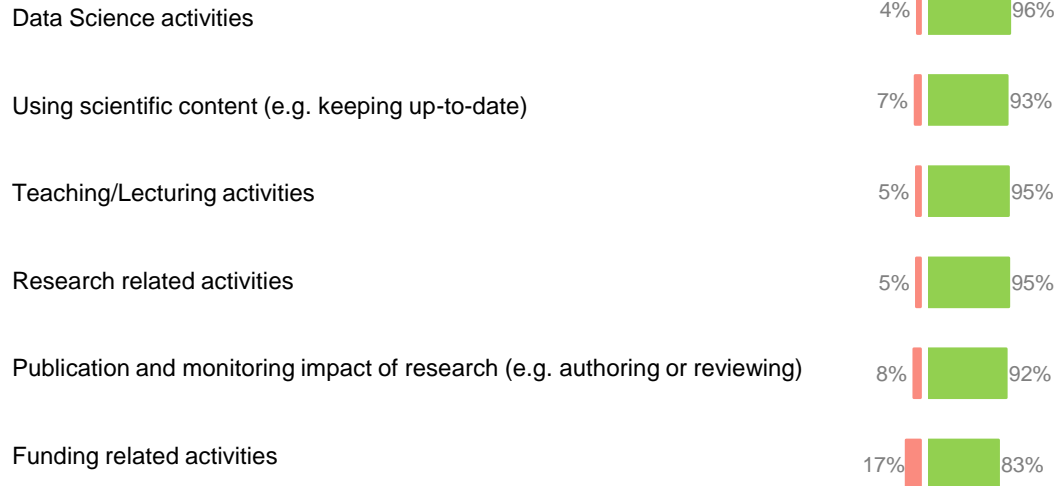 Data Science activities 4% 96%
Using scientific content (e.g. keeping up-to-date) 7% 93%
Teaching/Lecturing activities 5% 95%
Research related activities 5% 95%
Publication and monitoring impact of research (e.g. authoring or reviewing) 8% 92%
Funding related activities 17% 83%